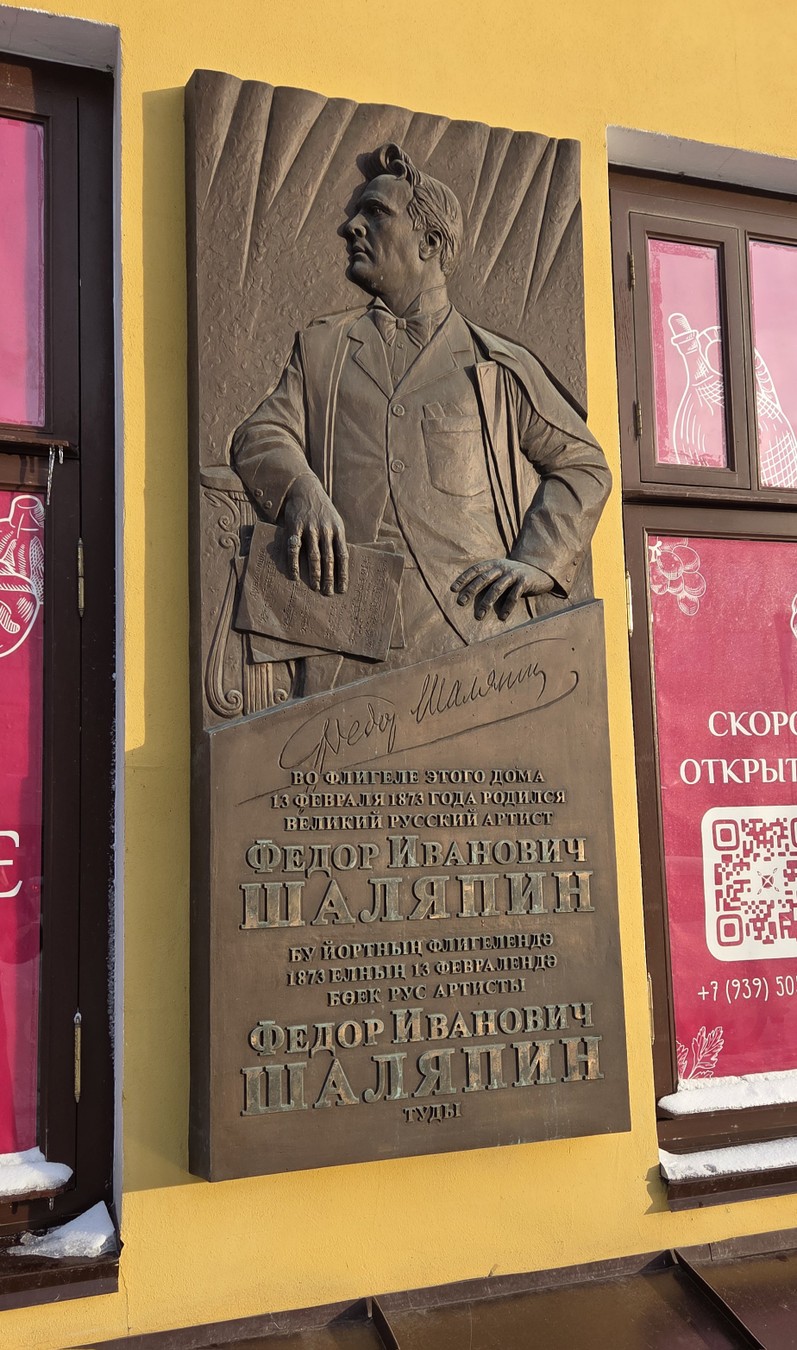 Федор Шаляпин
ВО ФЛИГЕЛЕ ЭТОГО ДОМА
13 ФЕВРАЛЯ 1873 ГОДА РОДИЛСЯ
ВЕЛИКИЙ РУССКИЙ АРТИСТ
ФЕДОР ИВАНОВИЧ
ШАЛЯПИН
БУ ЙОРТНЫҢ ФЛИГЕЛЕНДӘ
1873 ЕЛНЫҢ 13 ФЕВРАЛЕНДӘ
БӨЕК РУС АРТИСТЫ
ФЕДОР ИВАНОВИЧ
ШАЛЯПИН
ТУДЫ
СКОРО
ОТКРЫТ
+7 (939) 50
Е